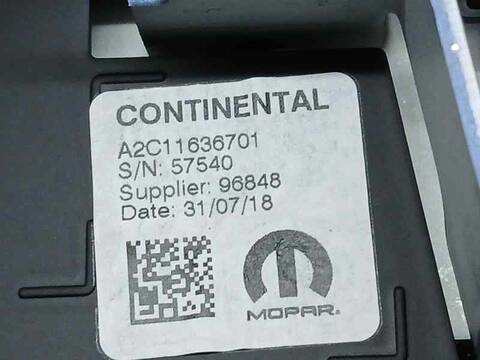 CONTINENTAL
A2C11636701
S/N: 57540
Supplier: 96848
Date: 31/07/18
MOPAR®